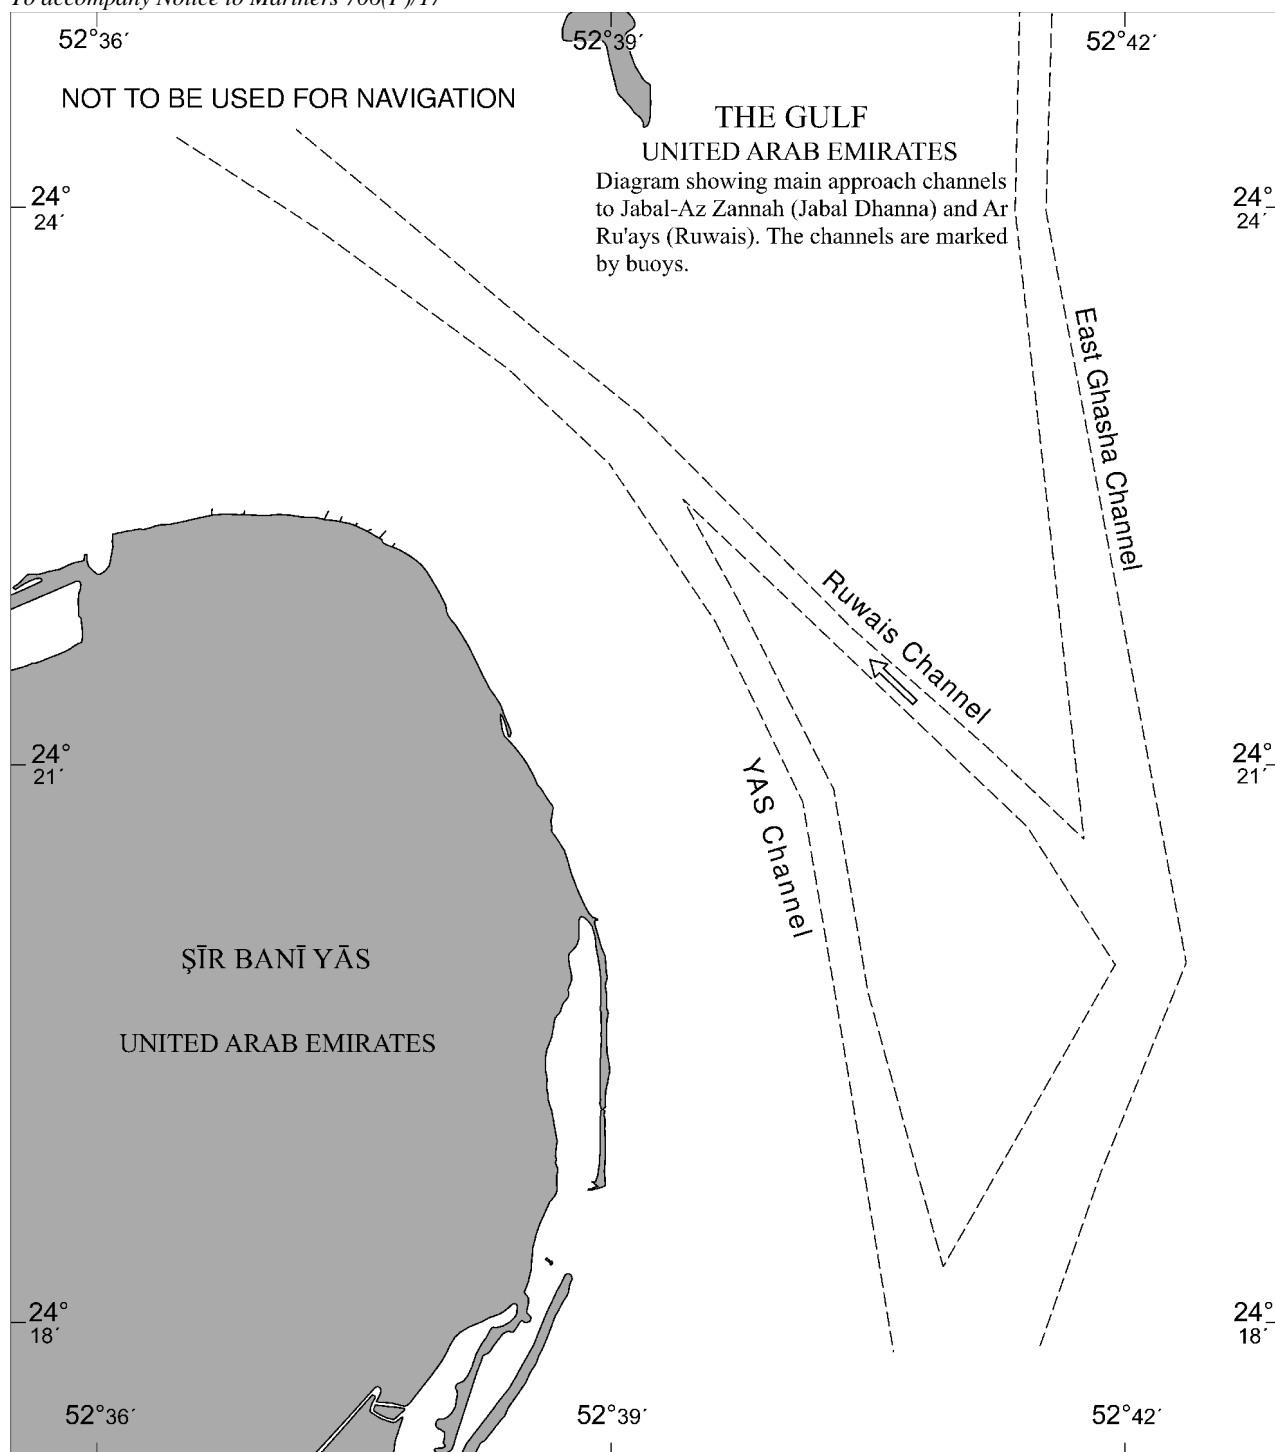 To accompany Notice to Mariners 706(P)/17
52°36′ 52°39′ 52°42′
NOT TO BE USED FOR NAVIGATION
THE GULF
UNITED ARAB EMIRATES
Diagram showing main approach channels
to Jabal-Az Zannah (Jabal Dhanna) and Ar
Ru'ays (Ruwais). The channels are marked
by buoys.
24°
24′
24°
24′
East Ghasha Channel
Ruwais Channel
24°
21′
24°
21′
YAS Channel
ȘĪR BANĪ YĀS
UNITED ARAB EMIRATES
24°
18′
24°
18′
52°36′ 52°39′ 52°42′